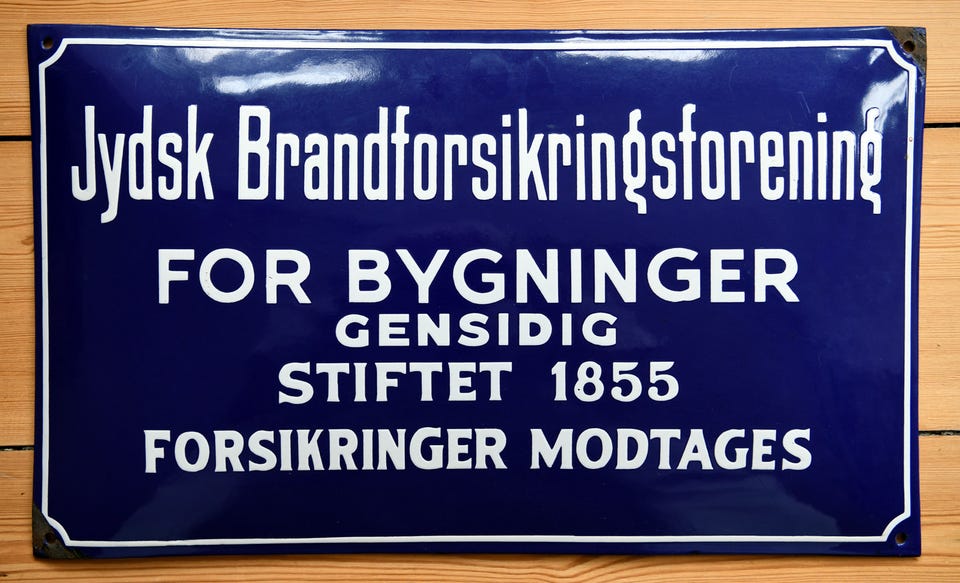 Jydsk Brandforsikringsforening
FOR BYGNINGER
GENSIDIG
STIFTET 1855
FORSIKRINGER MODTAGES